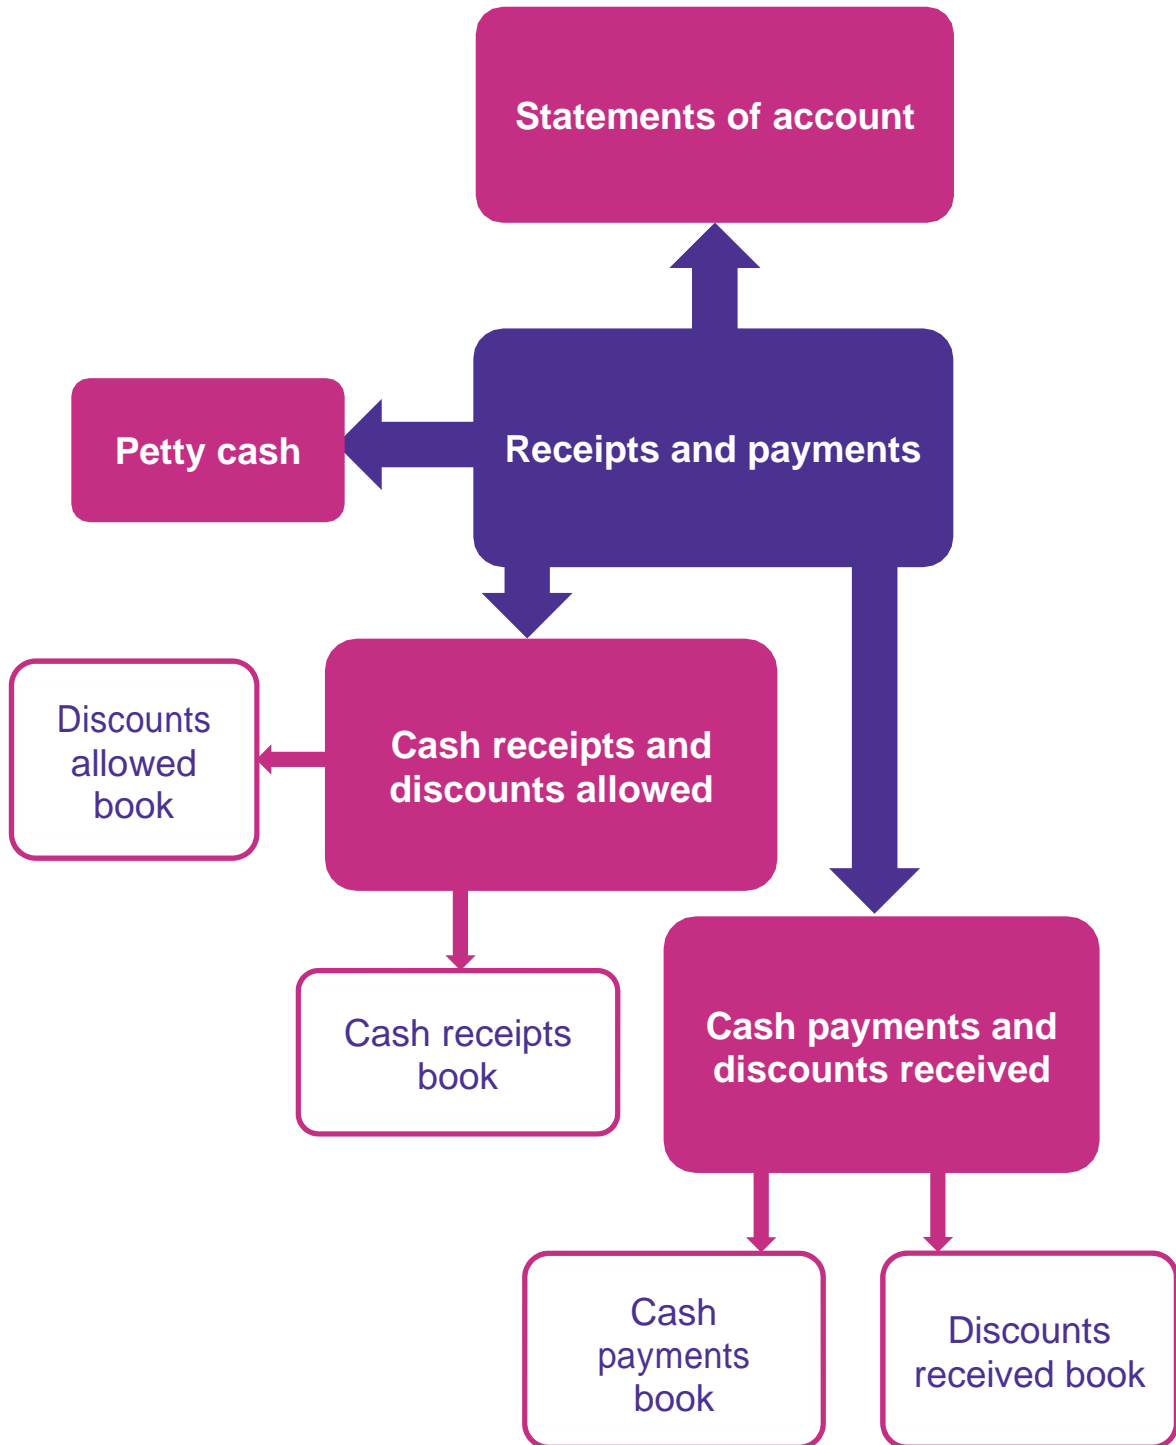 Statements of account
Petty cash
Receipts and payments
Discounts
allowed
book
Cash receipts and
discounts allowed
Cash receipts
book
Cash payments and
discounts received
Cash
payments
book
Discounts
received book